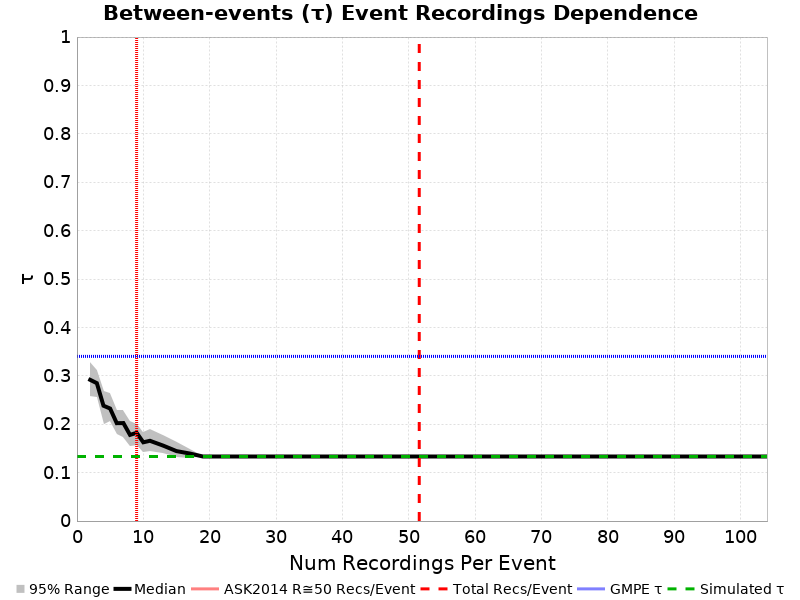 Between-events (τ) Event Recordings Dependence
1
0.9
0.8
0.7
0.6
0.5
0.4
0.3
0.2
0.1
0
τ
0 10 20 30 40 50 60 70 80 90 100
Num Recordings Per Event
95% Range Median ASK2014 R≅50 Recs/Event Total Recs/Event GMPE τ Simulated τ